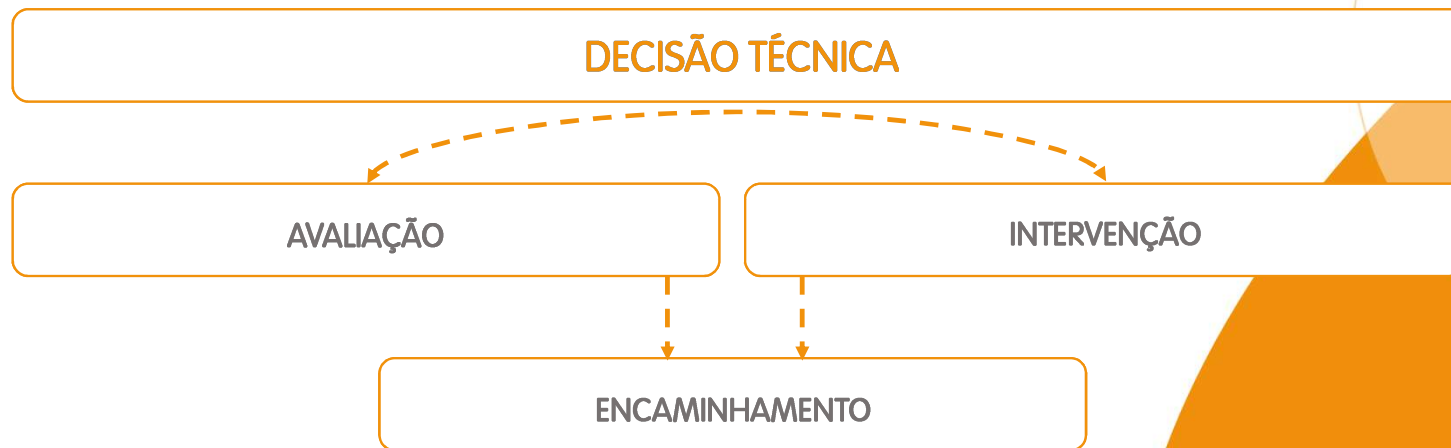 DECISÃO TÉCNICA
AVALIAÇÃO
INTERVENÇÃO
ENCAMINHAMENTO